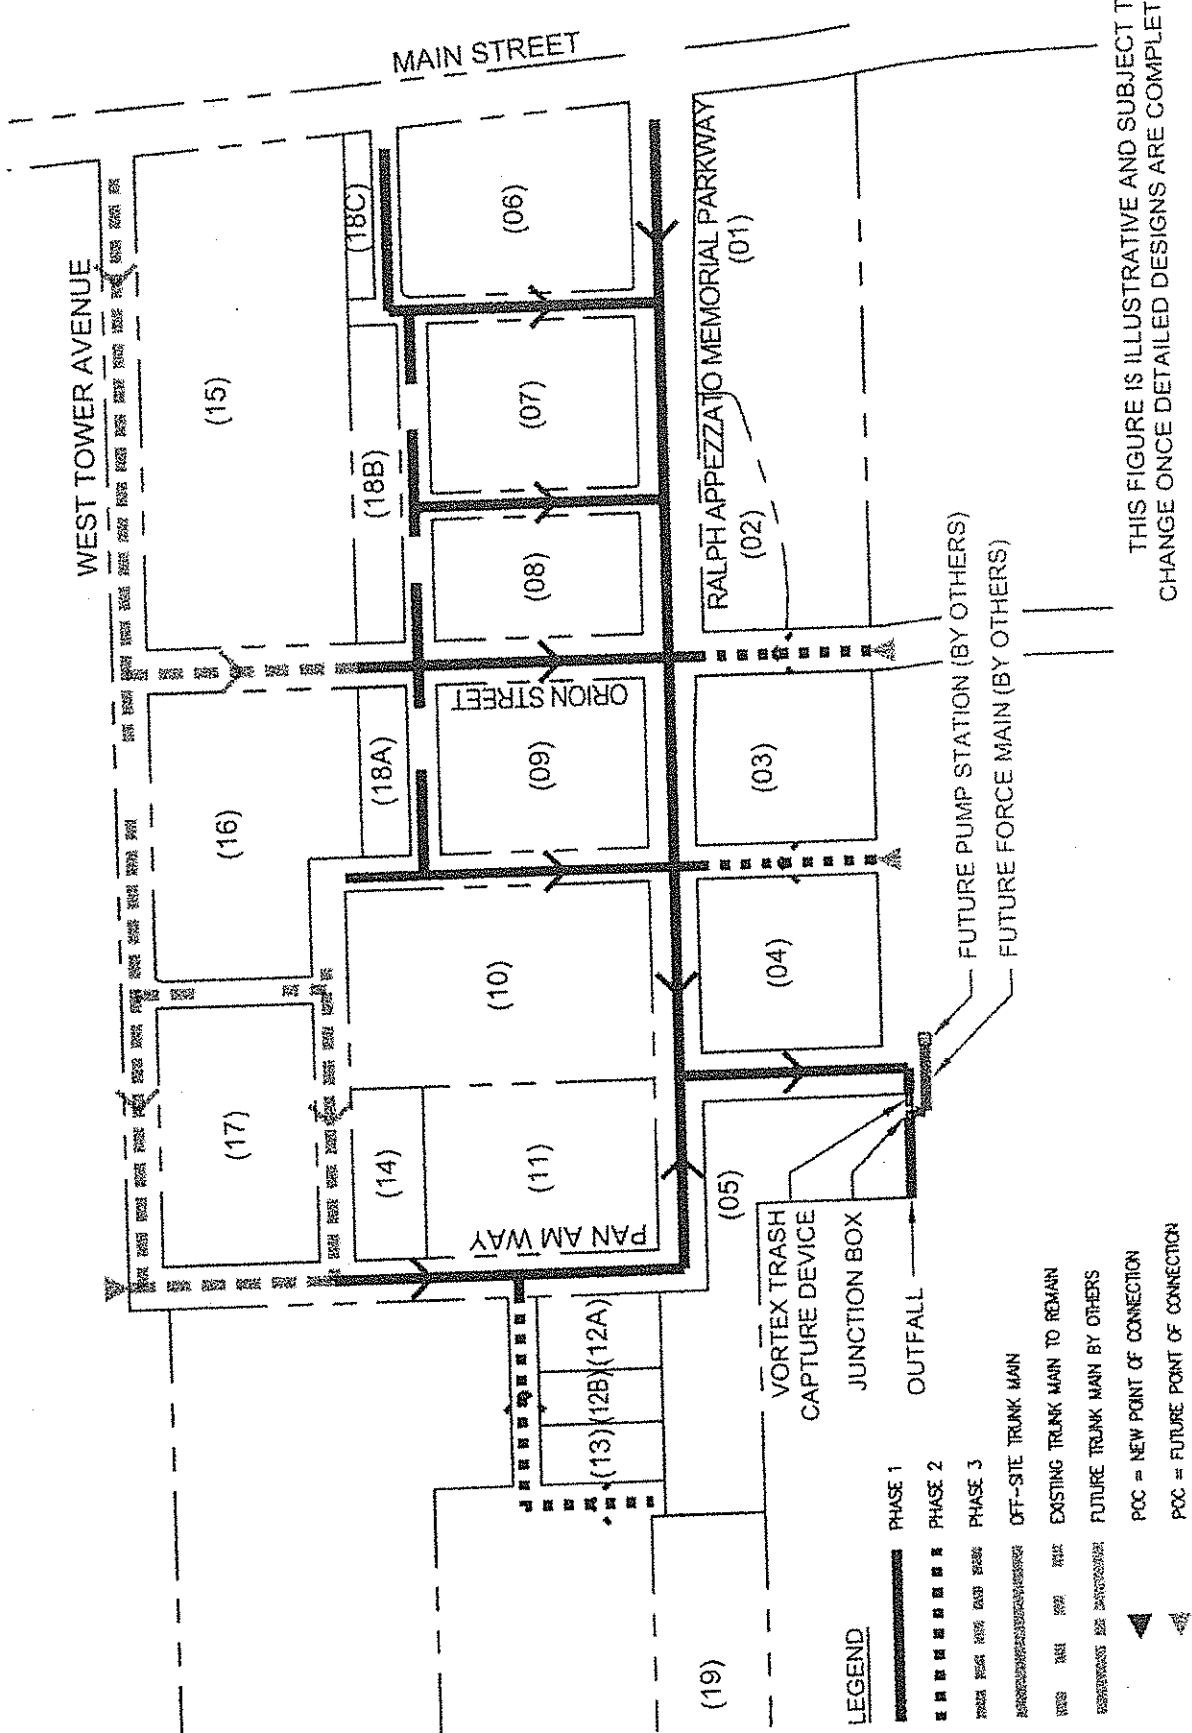 MAIN STREET
WEST TOWER AVENUE
(18C)
(06)
(15)
RALPH APPEZZATO MEMORIAL PARKWAY
(01)
(07)
(18B)
(02)
(08)
ORION STREET
(18A)
(09)
(03)
(16)
(10)
(04)
(17)
(14)
(11)
(05)
PAN AM WAY
(12A)
(12B)
(13)
(19)
FUTURE PUMP STATION (BY OTHERS)
FUTURE FORCE MAIN (BY OTHERS)
VORTEX TRASH
CAPTURE DEVICE
JUNCTION BOX
OUTFALL
LEGEND
PHASE 1
PHASE 2
PHASE 3
OFF-SITE TRUNK MAIN
EXISTING TRUNK MAIN TO REMAIN
FUTURE TRUNK MAIN BY OTHERS
POC = NEW POINT OF CONNECTION
POC = FUTURE POINT OF CONNECTION
THIS FIGURE IS ILLUSTRATIVE AND SUBJECT T
CHANGE ONCE DETAILED DESIGNS ARE COMPLET